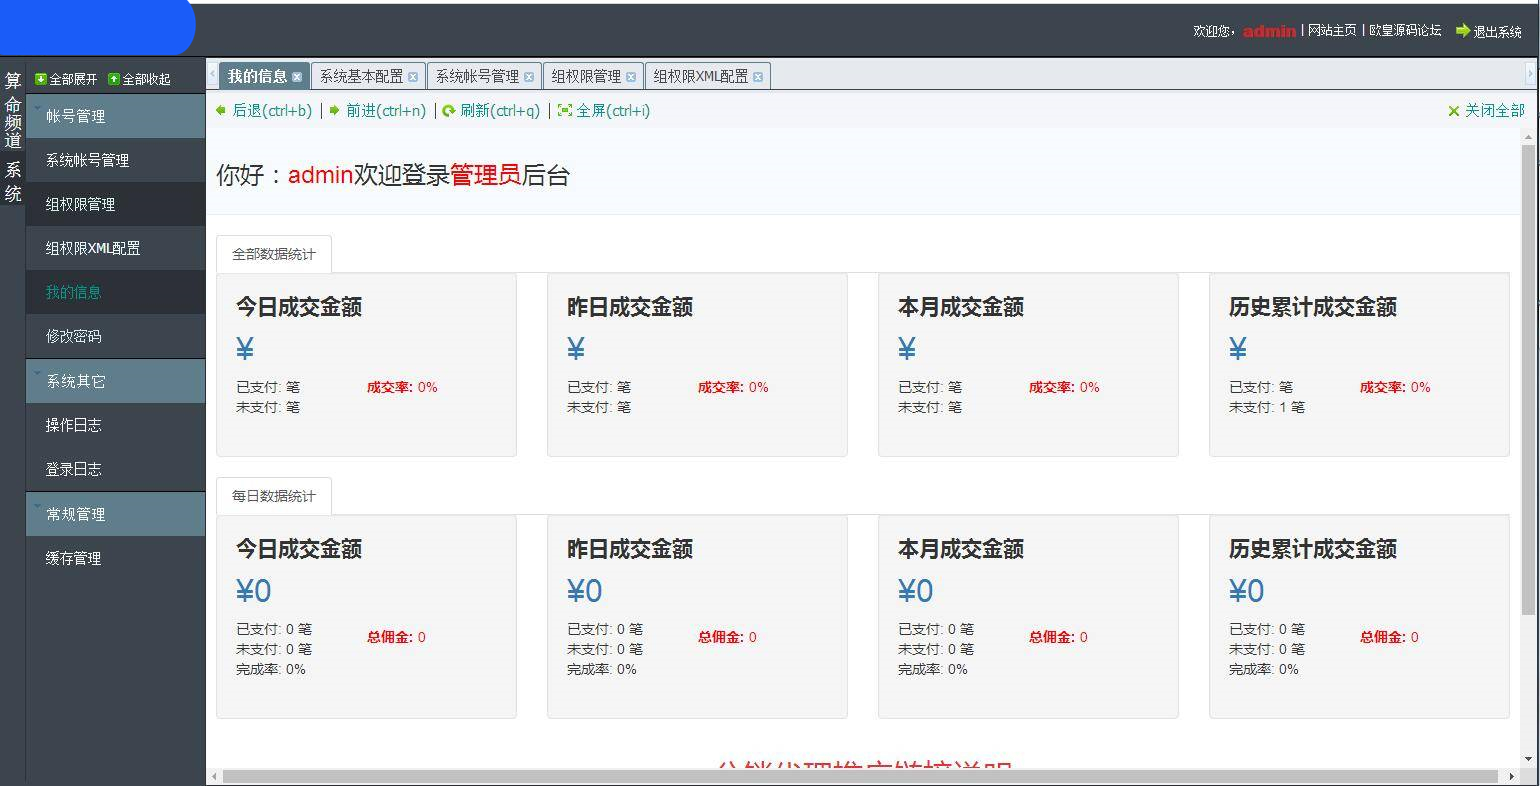 欢迎您，admin | 网站主页 | 欧皇源码论坛 退出系统
算命频道
系统
全部展开 全部收起
帐号管理
系统帐号管理
组权限管理
组权限XML配置
我的信息
修改密码
系统其它
操作日志
登录日志
常规管理
缓存管理
我的信息 系统基本配置 系统帐号管理 组权限管理 组权限XML配置
后退(ctrl+b) | 前进(ctrl+n) | 刷新(ctrl+q) 全屏(ctrl+i) 关闭全部
你好：admin欢迎登录管理员后台
全部数据统计
今日成交金额 昨日成交金额 本月成交金额 历史累计成交金额
¥ ¥ ¥ ¥
已支付: 笔 成交率: 0% 已支付: 笔 成交率: 0% 已支付: 笔 成交率: 0% 已支付: 笔 成交率: 0%
未支付: 笔 未支付: 笔 未支付: 笔 未支付: 1 笔
每日数据统计
今日成交金额 昨日成交金额 本月成交金额 历史累计成交金额
¥0 ¥0 ¥0 ¥0
已支付: 0 笔 总佣金: 0 已支付: 0 笔 总佣金: 0 已支付: 0 笔 总佣金: 0 已支付: 0 笔 总佣金: 0
未支付: 0 笔 未支付: 0 笔 未支付: 0 笔 未支付: 0 笔
完成率: 0% 完成率: 0% 完成率: 0% 完成率: 0%